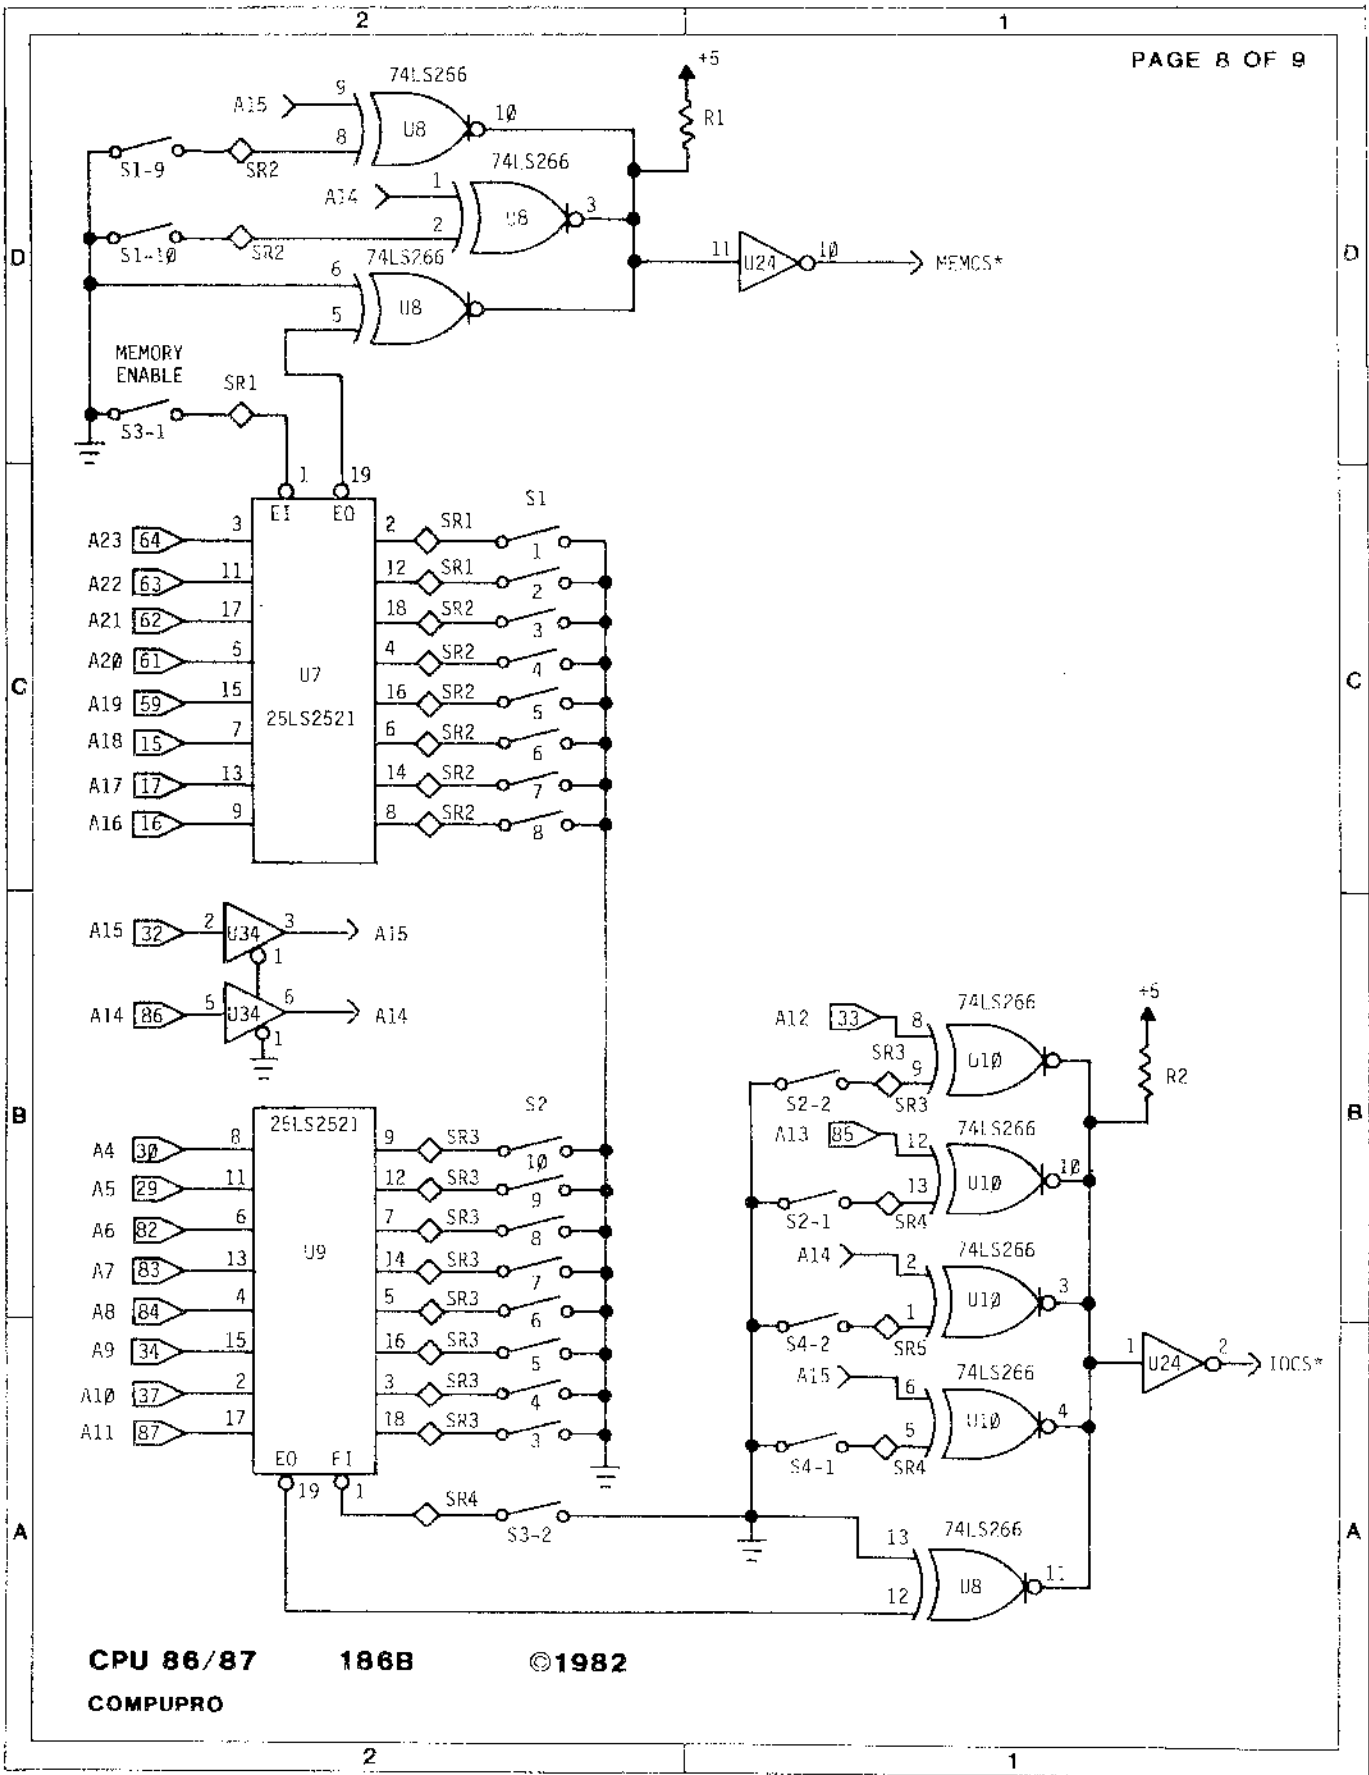 2 1
PAGE 8 OF 9
74LS266
A15 9 U8 10
8
S1-9 SR2
+5
R1
74LS266
A14 1 U8 3
2
S1-10 SR2
74LS266
6 U8
5
11 U24 10 MEMCS*
D D
MEMORY
ENABLE
SR1
S3-1
1 19
EI EO
S1
A23 64 3 2 SR1 1
A22 63 11 12 SR1 2
A21 62 17 18 SR2 3
A20 61 5 4 SR2 4
U7
A19 59 15 16 SR2 5
25LS2521
A18 15 7 6 SR2 6
A17 17 13 14 SR2 7
A16 16 9 8 SR2 8
C C
A15 32 2 U34 3 A15
1
A14 86 5 U34 6 A14
1
74LS266
A12 33 8 U10
SR3
9
S2-2 SR3
+5
R2
B B
25LS2521
S2
A4 30 8 9 SR3 10
A5 29 11 12 SR3 9
A6 82 6 7 SR3 8
U9
A7 83 13 14 SR3 7
A8 84 4 5 SR3 6
A9 34 15 16 SR3 5
A10 37 2 3 SR3 4
A11 87 17 18 SR3 3
EO EI
19 1
SR4
S3-2
74LS266
A13 85 12 U10 10
13
S2-1 SR4
74LS266
A14 2 U10 3
1
S4-2
74LS266
A15 6 U10 4
5
S4-1 SR4
1 U24 2 IOCS*
74LS266
13 U8 11
12
A A
CPU 86/87 186B ©1982
COMPUPRO
2 1